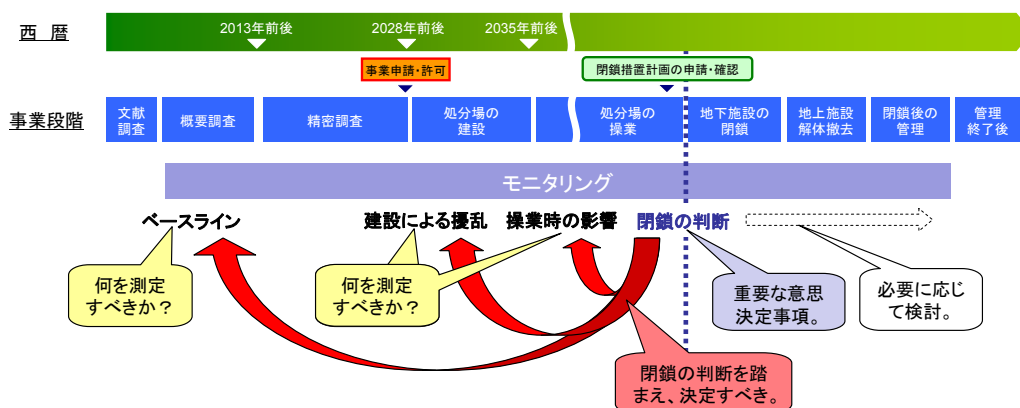 西 暦
2013年前後
2028年前後
2035年前後
事業申請・許可
閉鎖措置計画の申請・確認
事業段階
文献
調査
概要調査
精密調査
処分場の
建設
処分場の
操業
地下施設の
閉鎖
地上施設
解体撤去
閉鎖後の
管理
管理
終了後
モニタリング
ベースライン
建設による擾乱
操業時の影響
閉鎖の判断
何を測定
すべきか？
何を測定
すべきか？
重要な意思
決定事項。
必要に応じ
て検討。
閉鎖の判断を踏
まえ、決定すべき。